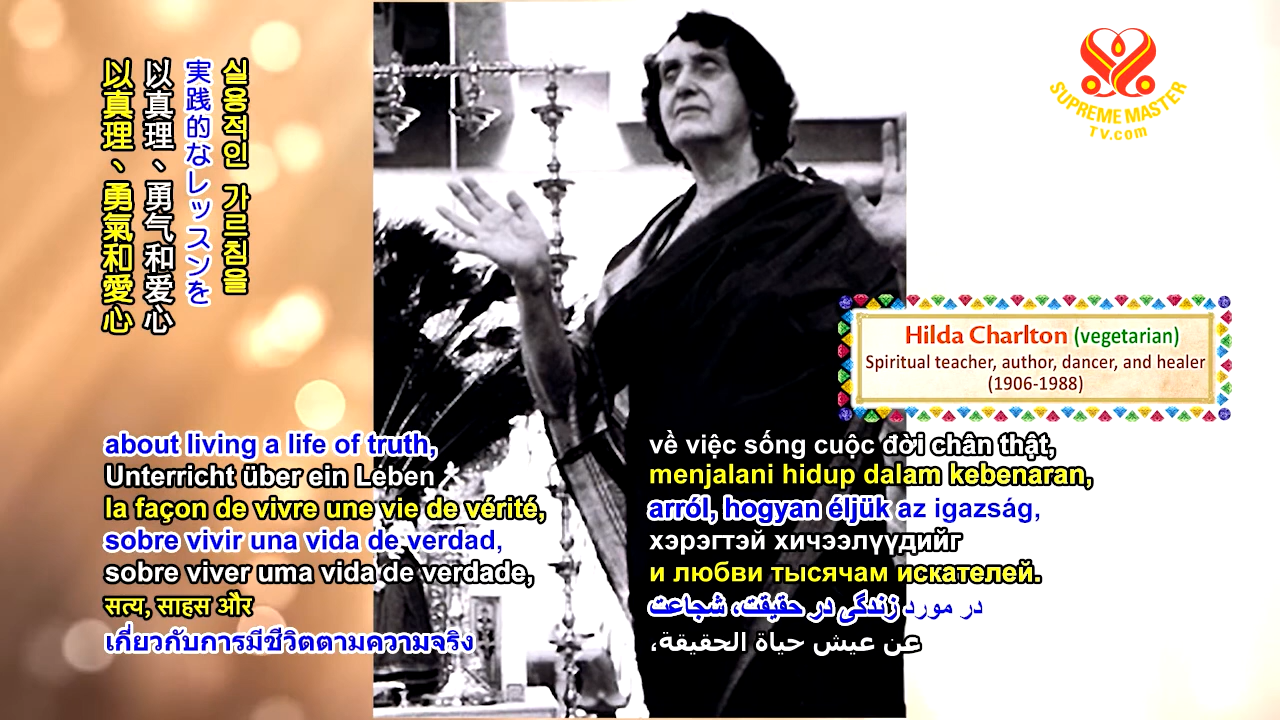 실용적인 가르침을
実践的なレッスンを
以真理、勇气和爱心
以真理、勇氣和愛心
SUPREME MASTER
TV.com
Hilda Charlton (vegetarian)
Spiritual teacher, author, dancer, and healer
(1906-1988)
about living a life of truth,
Unterricht über ein Leben
la façon de vivre une vie de vérité,
sobre vivir una vida de verdad,
sobre viver uma vida de verdade,
सत्य, साहस और
เกี่ยวกับการมีชีวิตตามความจริง
về việc sống cuộc đời chân thật,
menjalani hidup dalam kebenaran,
arról, hogyan éljük az igazság,
хэрэгтэй хичээлүүдийг
и любви тысячам искателей.
در مورد زندگی در حقیقت، شجاعت
عن عيش حياة الحقيقة،